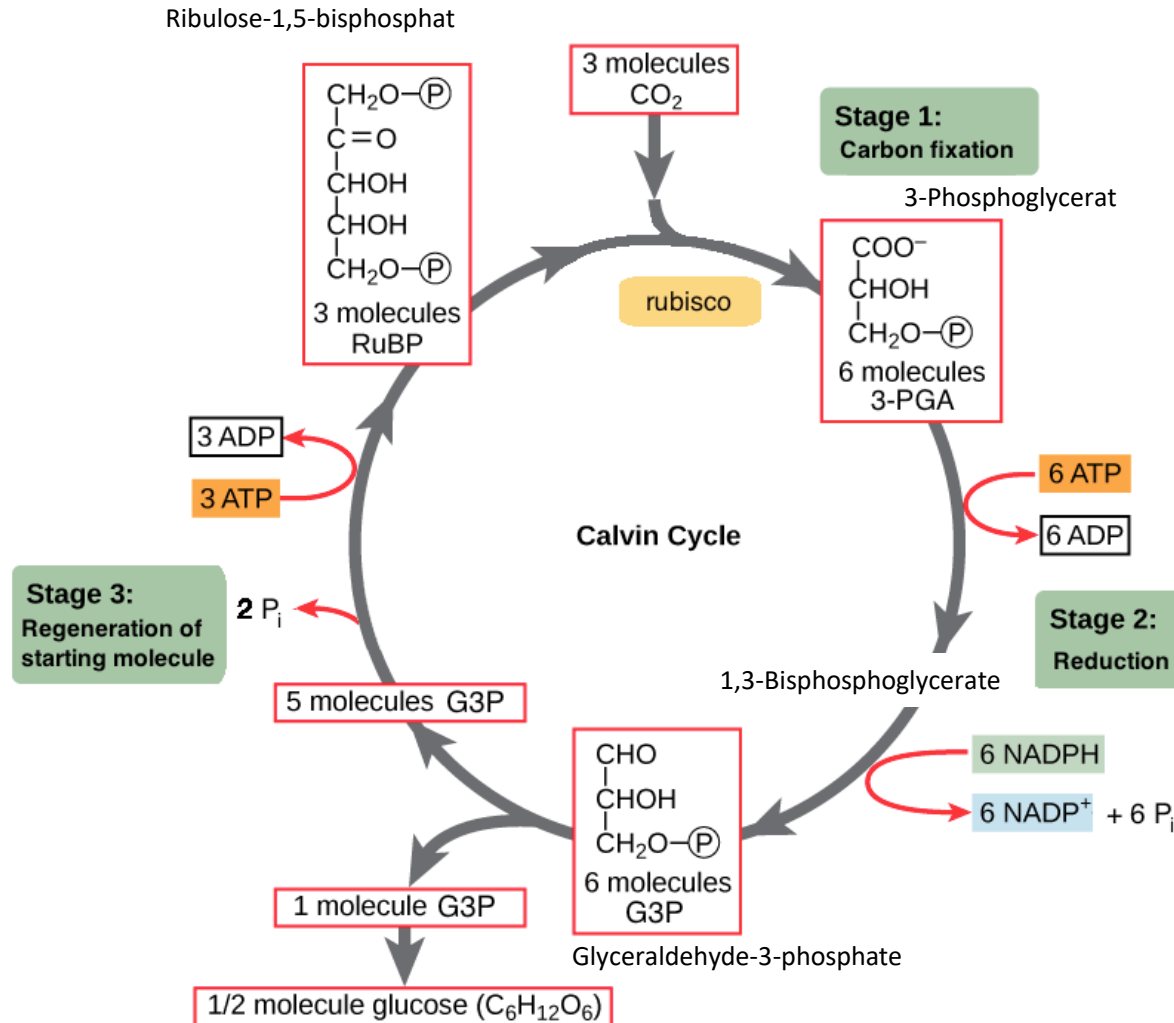 Ribulose-1,5-bisphosphat
CH₂O–Ⓟ
C=O
CHOH
CHOH
CH₂O–Ⓟ
3 molecules
RuBP
3 molecules
CO₂
Stage 1:
Carbon fixation
3-Phosphoglycerat
COO⁻
CHOH
CH₂O–Ⓟ
6 molecules
3-PGA
rubisco
3 ADP
3 ATP
Calvin Cycle
6 ATP
6 ADP
Stage 3:
Regeneration of
starting molecule
2 Pᵢ
Stage 2:
Reduction
1,3-Bisphosphoglycerate
5 molecules G3P
6 NADPH
6 NADP⁺ + 6 Pᵢ
CHO
CHOH
CH₂O–Ⓟ
6 molecules
G3P
1 molecule G3P
Glyceraldehyde-3-phosphate
1/2 molecule glucose (C₆H₁₂O₆)